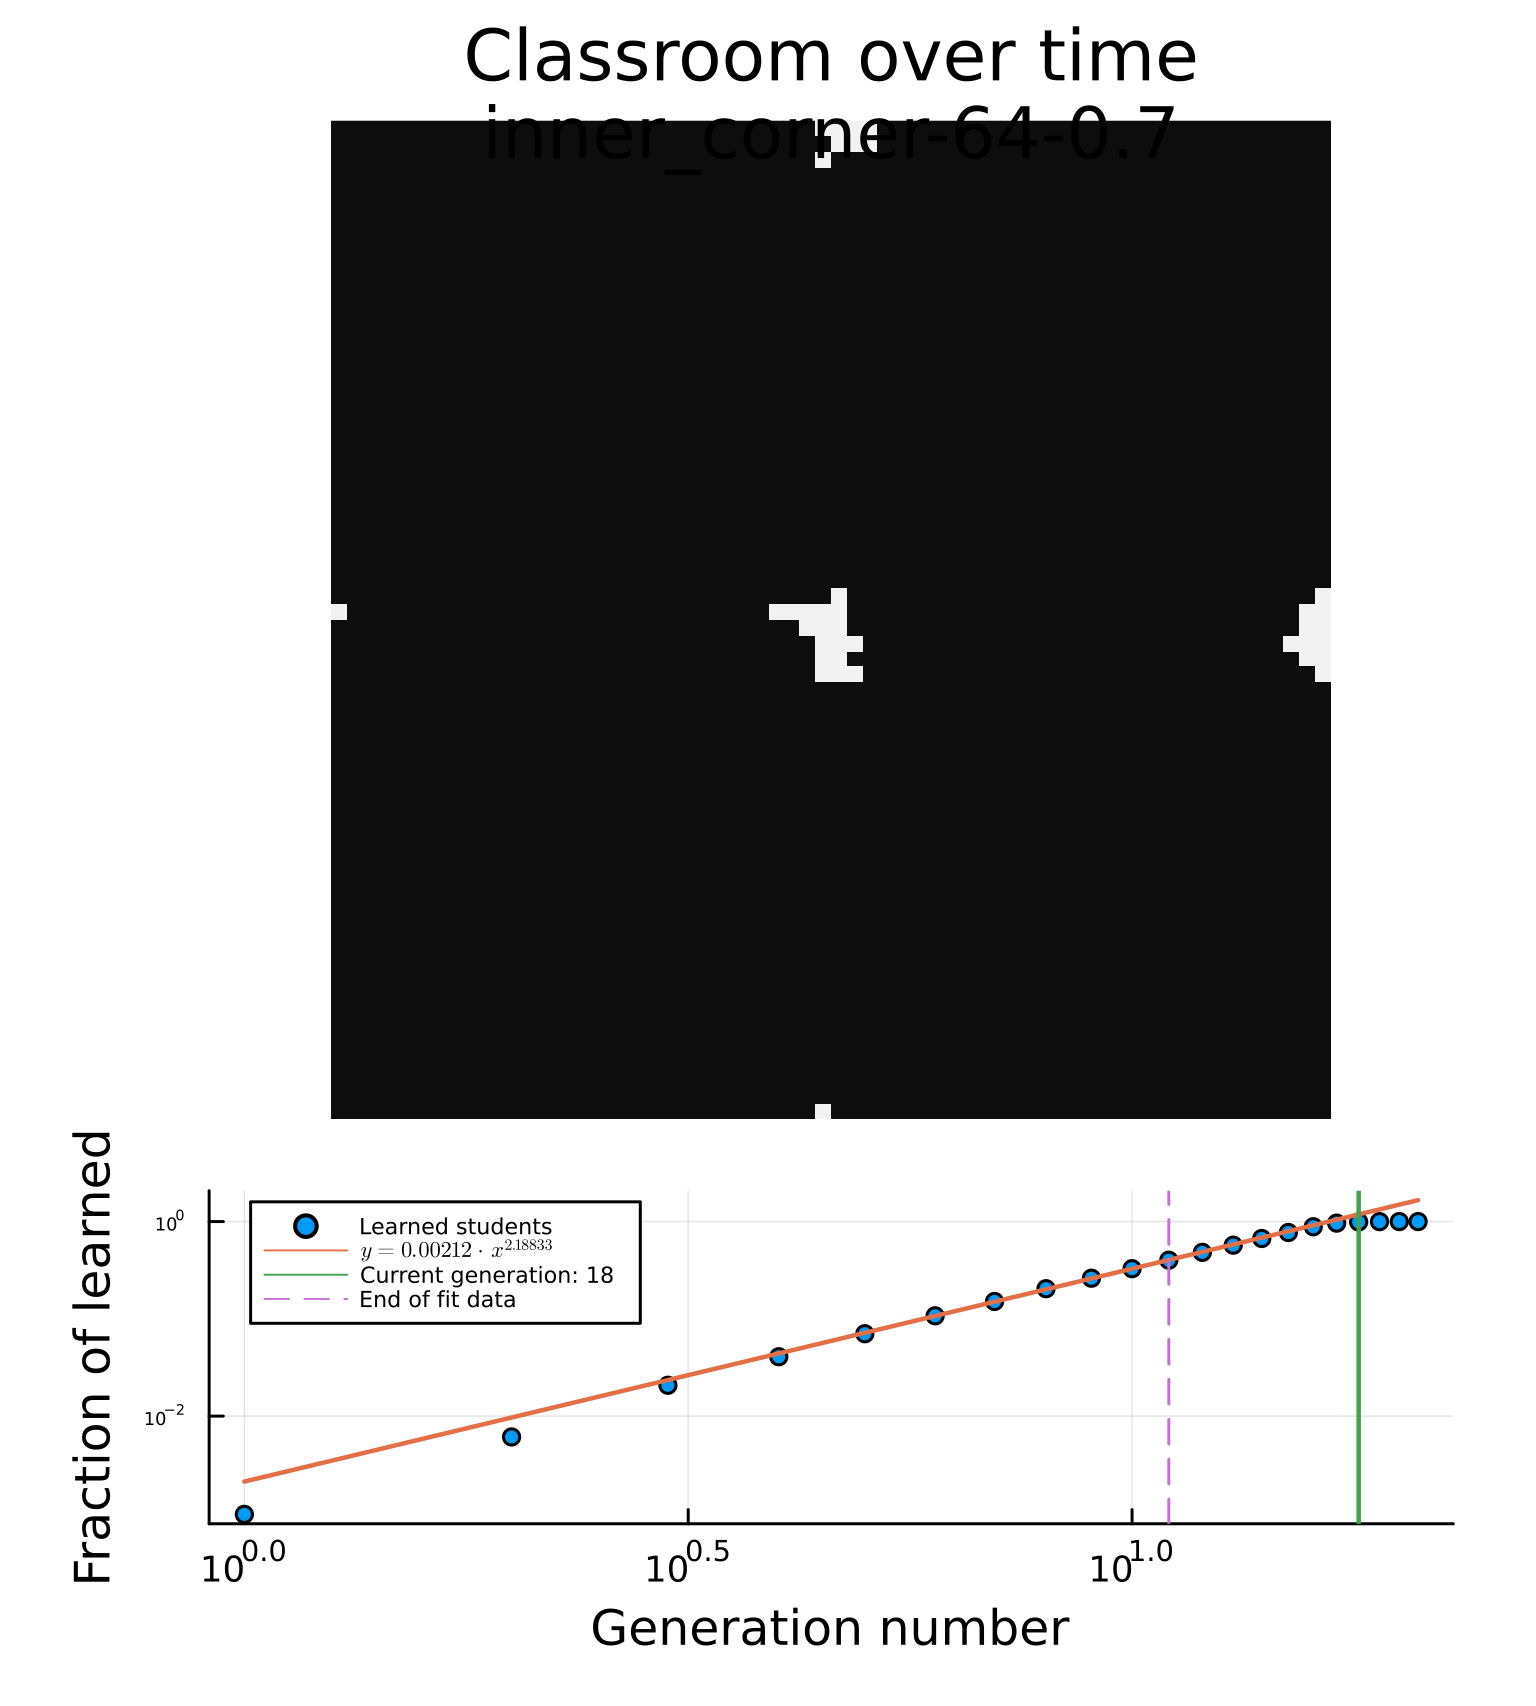 Classroom over time
inner_corner-64-0.7
Fraction of learned
10^0
10^−2
Learned students
y = 0.00212 · x^2.18833
Current generation: 18
End of fit data
10^0.0 10^0.5 10^1.0
Generation number